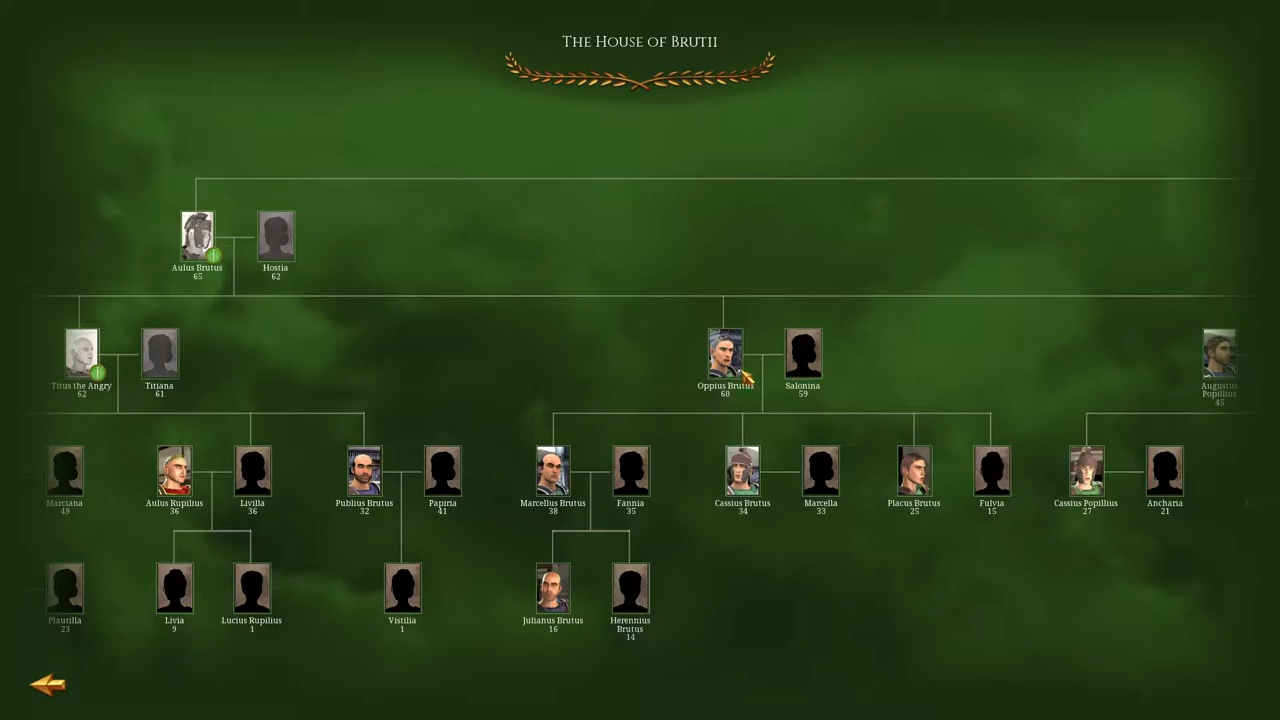 The House of Brutii
Aulus Brutus
65
Hostia
62
Titus the Angry
62
Titiana
61
Oppius Brutus
60
Salonina
59
Augustus
Popillius
45
Marciana
49
Aulus Rupilius
36
Livilla
36
Publius Brutus
32
Papiria
41
Marcellus Brutus
38
Fannia
35
Cassius Brutus
34
Marcella
33
Placus Brutus
25
Fulvia
15
Cassius Popillius
27
Ancharia
21
Plautilla
23
Livia
9
Lucius Rupilius
1
Vistilia
1
Julianus Brutus
16
Herennius
Brutus
14